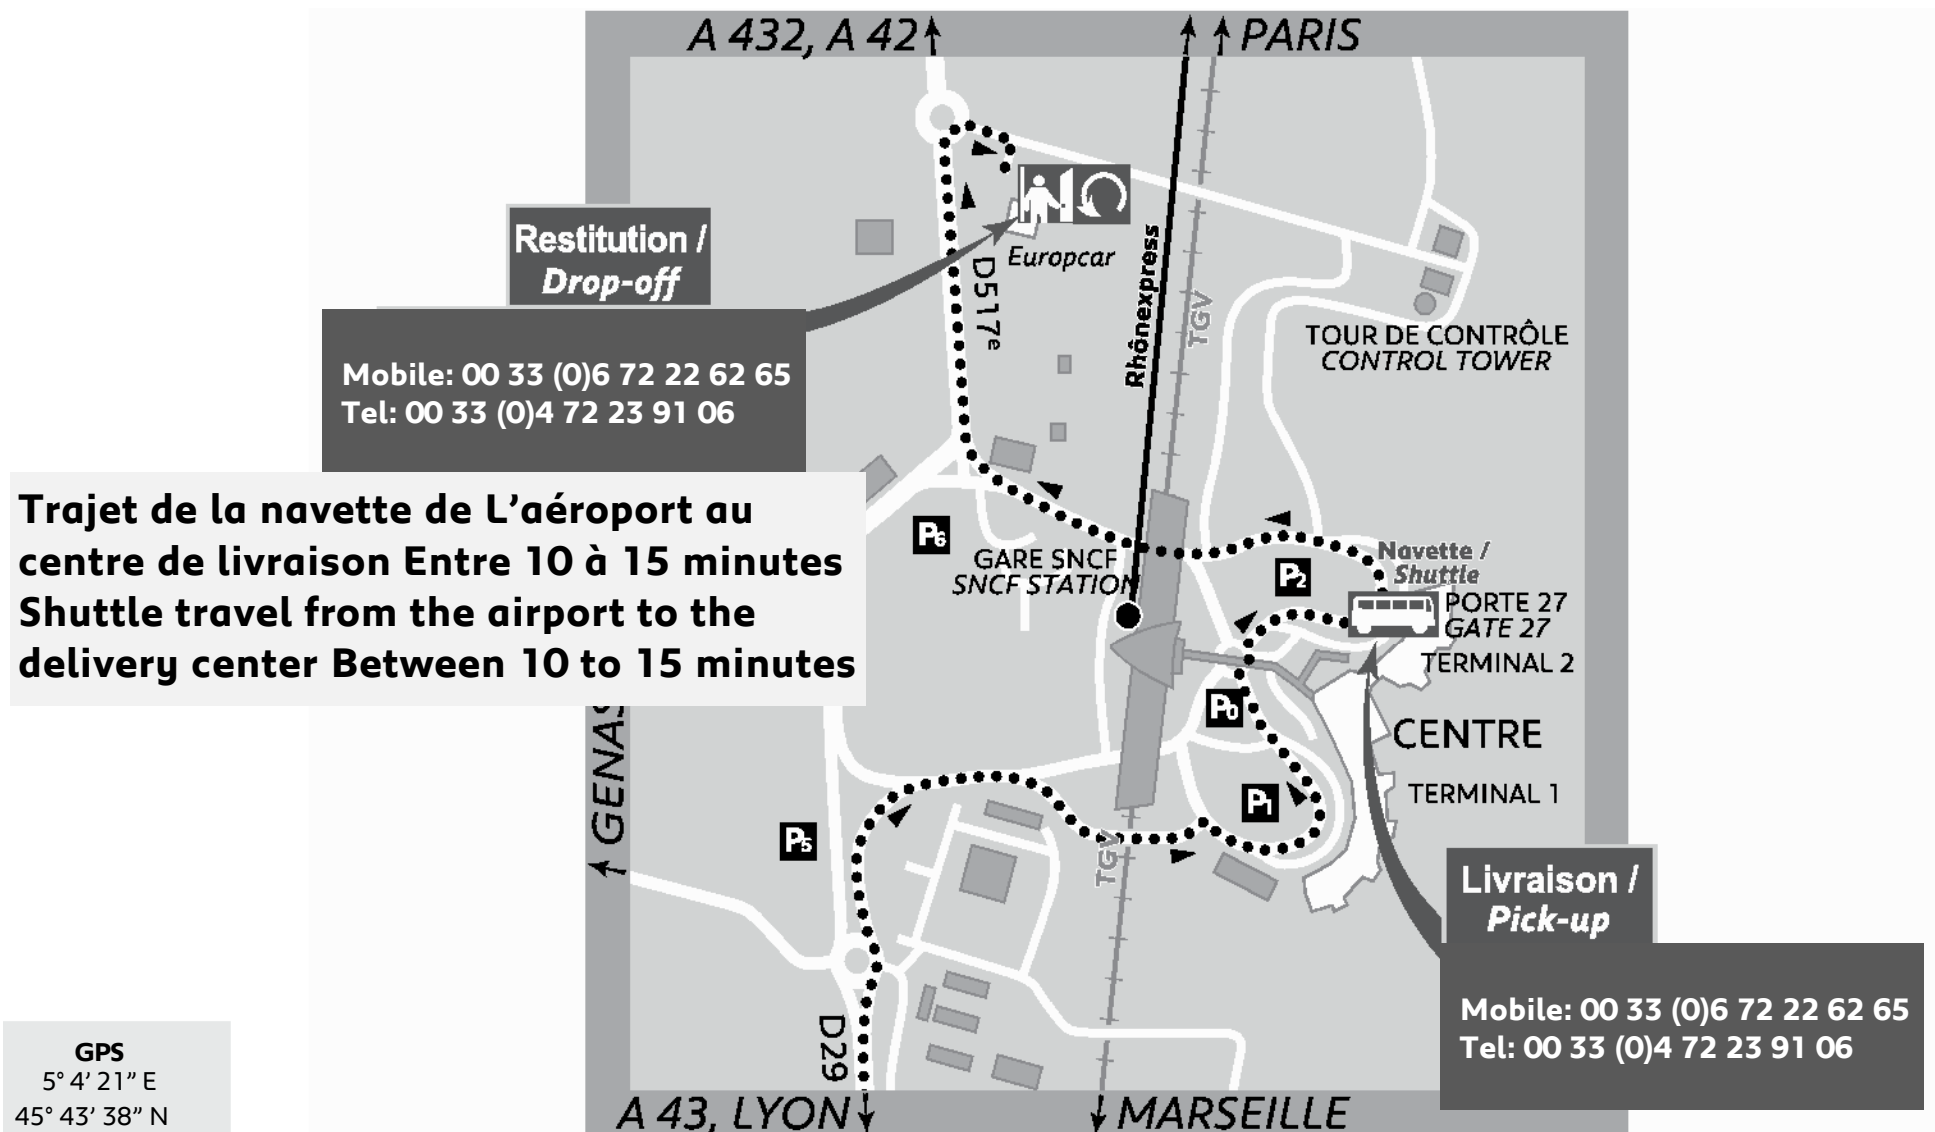 A 432, A 42
PARIS
Restitution /
Drop-off
Europcar
D517e
Rhônexpress
TGV
TOUR DE CONTRÔLE
CONTROL TOWER
Mobile: 00 33 (0)6 72 22 62 65
Tel: 00 33 (0)4 72 23 91 06
Trajet de la navette de L’aéroport au
centre de livraison Entre 10 à 15 minutes
Shuttle travel from the airport to the
delivery center Between 10 to 15 minutes
P6
GARE SNCF
SNCF STATION
P2
Navette /
Shuttle
PORTE 27
GATE 27
TERMINAL 2
P0
CENTRE
GENAS
P1
TERMINAL 1
P5
TGV
Livraison /
Pick-up
Mobile: 00 33 (0)6 72 22 62 65
Tel: 00 33 (0)4 72 23 91 06
D29
GPS
5° 4’ 21” E
45° 43’ 38” N
A 43, LYON
MARSEILLE